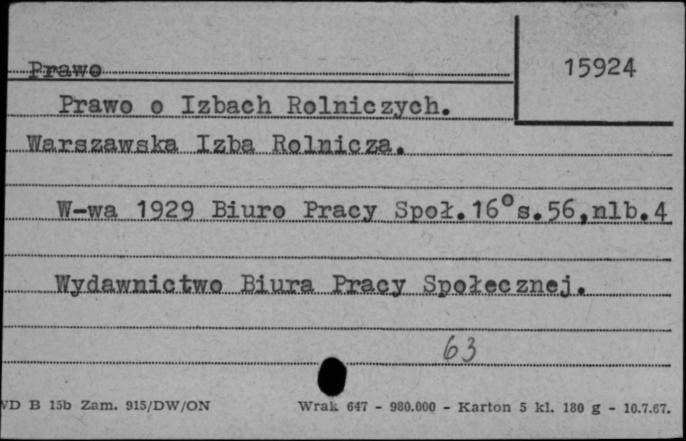 Prawo
15924
Prawo o Izbach Rolniczych.
Warszawska Izba Rolnicza.
W-wa 1929 Biuro Pracy Społ.16°s.56,nlb.4
Wydawnictwo Biura Pracy Społecznej.
63
VD B 15b Zam. 915/DW/ON
Wrak 647 - 980.000 - Karton 5 kl. 180 g - 10.7.67.